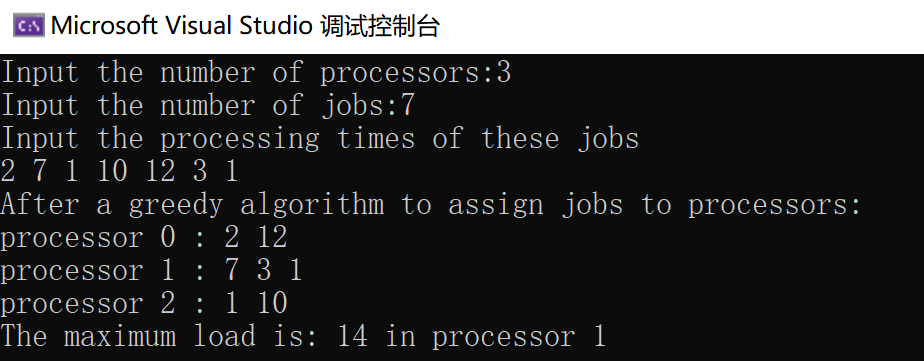 C:\ Microsoft Visual Studio 调试控制台
Input the number of processors:3
Input the number of jobs:7
Input the processing times of these jobs
2 7 1 10 12 3 1
After a greedy algorithm to assign jobs to processors:
processor 0 : 2 12
processor 1 : 7 3 1
processor 2 : 1 10
The maximum load is: 14 in processor 1